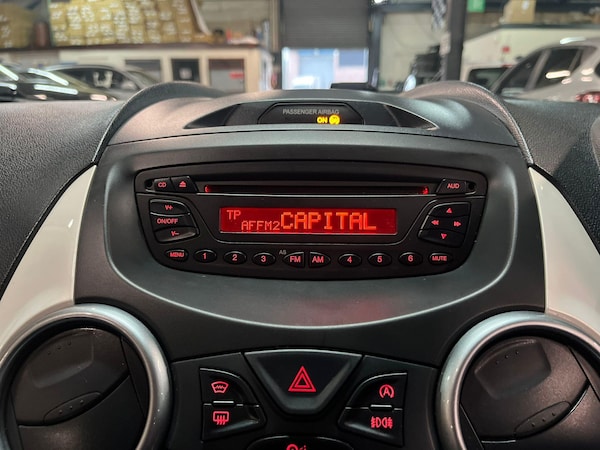 PASSENGER AIRBAG
ON
CD
AUD
V+
ON/OFF
V−
TP
AFFM2 CAPITAL
MENU 1 2 3 AS FM AM 4 5 6 MUTE
A